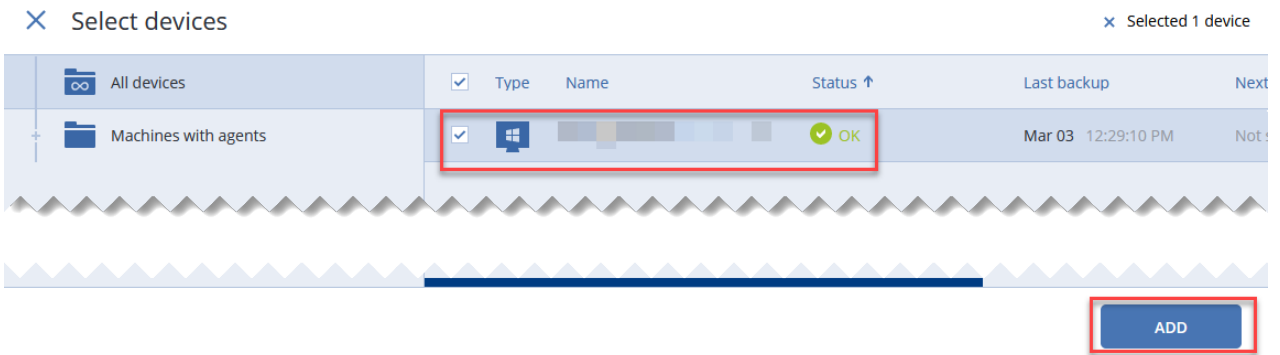 Select devices
Selected 1 device
All devices
Type Name Status Last backup Next
Machines with agents
OK Mar 03 12:29:10 PM Not
ADD